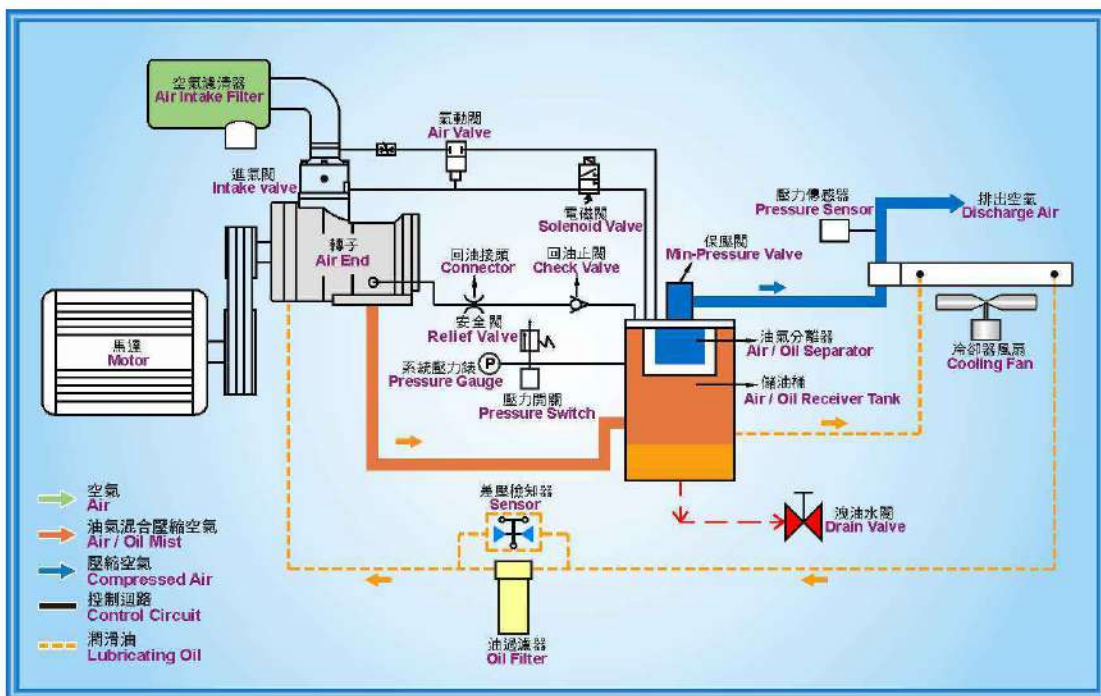 空氣濾清器
Air Intake Filter
氣動閥
Air Valve
進氣閥
Intake valve
電磁閥
Solenoid Valve
壓力傳感器
Pressure Sensor
排出空氣
Discharge Air
轉子
Air End
回油接頭
Connector
回油止閥
Check Valve
保壓閥
Min-Pressure Valve
安全閥
Relief Valve
馬達
Motor
系統壓力錶
Pressure Gauge
P
壓力開關
Pressure Switch
油氣分離器
Air / Oil Separator
冷卻器風扇
Cooling Fan
儲油桶
Air / Oil Receiver Tank
差壓檢知器
Sensor
洩油水閥
Drain Valve
油過濾器
Oil Filter
空氣
Air
油氣混合壓縮空氣
Air / Oil Mist
壓縮空氣
Compressed Air
控制迴路
Control Circuit
潤滑油
Lubricating Oil